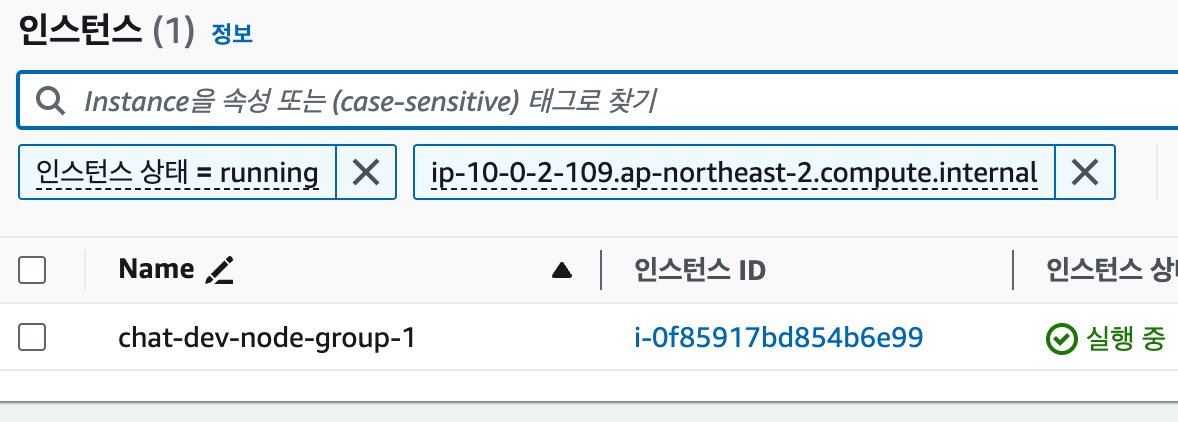 인스턴스 (1) 정보
Instance을 속성 또는 (case-sensitive) 태그로 찾기
인스턴스 상태 = running ip-10-0-2-109.ap-northeast-2.compute.internal
Name 인스턴스 ID 인스턴스
chat-dev-node-group-1 i-0f85917bd854b6e99 실행 중